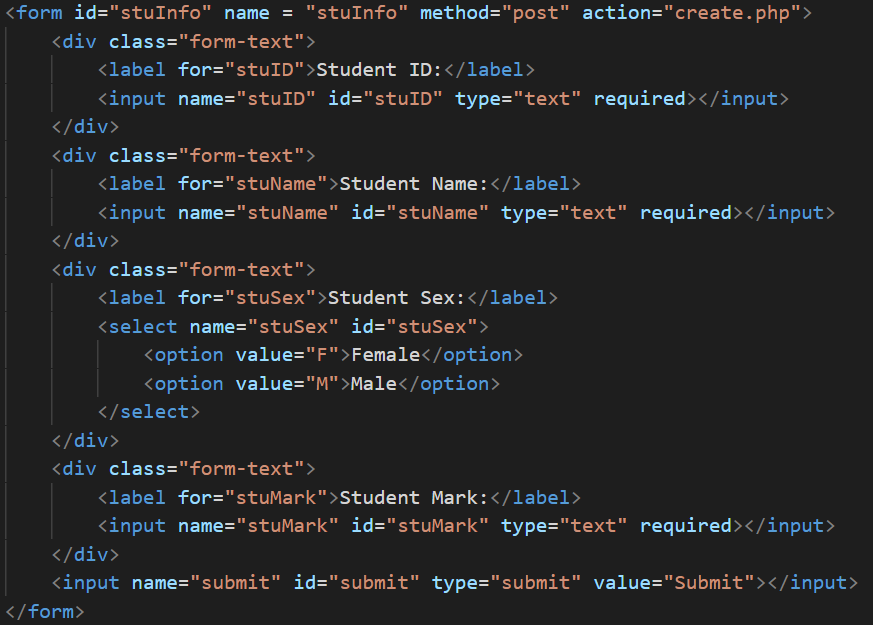 <form id="stuInfo" name = "stuInfo" method="post" action="create.php">
    <div class="form-text">
        <label for="stuID">Student ID:</label>
        <input name="stuID" id="stuID" type="text" required></input>
    </div>
    <div class="form-text">
        <label for="stuName">Student Name:</label>
        <input name="stuName" id="stuName" type="text" required></input>
    </div>
    <div class="form-text">
        <label for="stuSex">Student Sex:</label>
        <select name="stuSex" id="stuSex">
            <option value="F">Female</option>
            <option value="M">Male</option>
        </select>
    </div>
    <div class="form-text">
        <label for="stuMark">Student Mark:</label>
        <input name="stuMark" id="stuMark" type="text" required></input>
    </div>
    <input name="submit" id="submit" type="submit" value="Submit"></input>
</form>